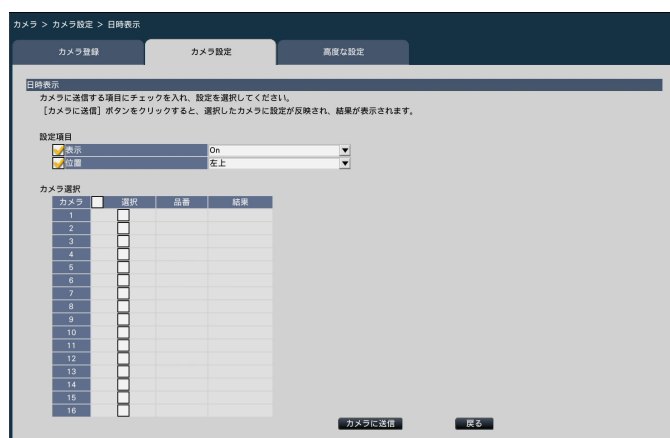 カメラ > カメラ設定 > 日時表示
カメラ登録 カメラ設定 高度な設定
日時表示
カメラに送信する項目にチェックを入れ、設定を選択してください。
［カメラに送信］ボタンをクリックすると、選択したカメラに設定が反映され、結果が表示されます。
設定項目
表示 On
位置 左上
カメラ選択
カメラ 選択 品番 結果
1
2
3
4
5
6
7
8
9
10
11
12
13
14
15
16
カメラに送信 戻る